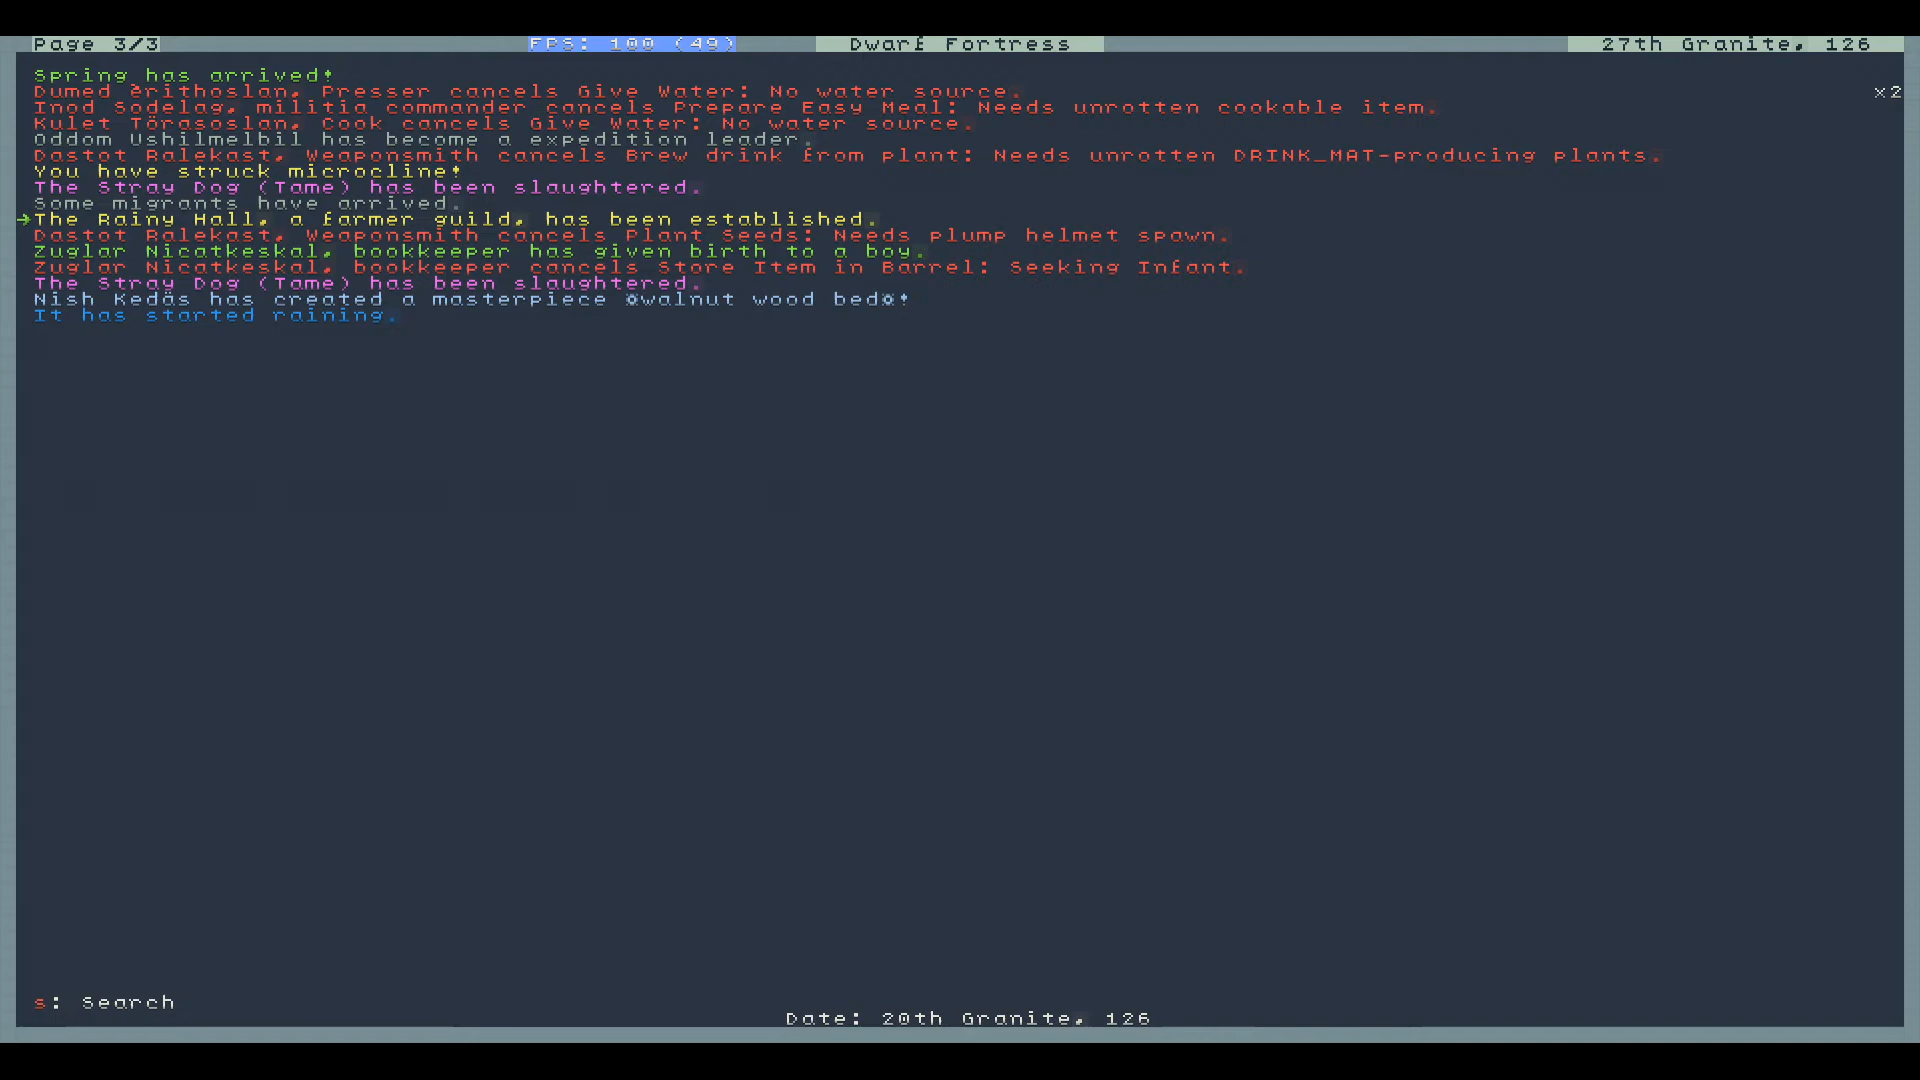 Page 3/3 FPS: 100 (49) Dwarf Fortress 27th Granite, 126
Spring has arrived!
Dumed èrithoslan, Presser cancels Give Water: No water source. x2
Inod Sodelag, militia commander cancels Prepare Easy Meal: Needs unrotten cookable item.
Kulet Törasoslan, Cook cancels Give Water: No water source.
Oddom Ushilmelbil has become a expedition leader.
Dastot Ralekast, Weaponsmith cancels Brew drink from plant: Needs unrotten DRINK_MAT-producing plants.
You have struck microcline!
The Stray Dog (Tame) has been slaughtered.
Some migrants have arrived.
→The Rainy Hall, a farmer guild, has been established.
Dastot Ralekast, Weaponsmith cancels Plant Seeds: Needs plump helmet spawn.
Zuglar Nicatkeskal, bookkeeper has given birth to a boy.
Zuglar Nicatkeskal, bookkeeper cancels Store Item in Barrel: Seeking Infant.
The Stray Dog (Tame) has been slaughtered.
Nish Kedäs has created a masterpiece ☼walnut wood bed☼!
It has started raining.
s: Search
Date: 20th Granite, 126